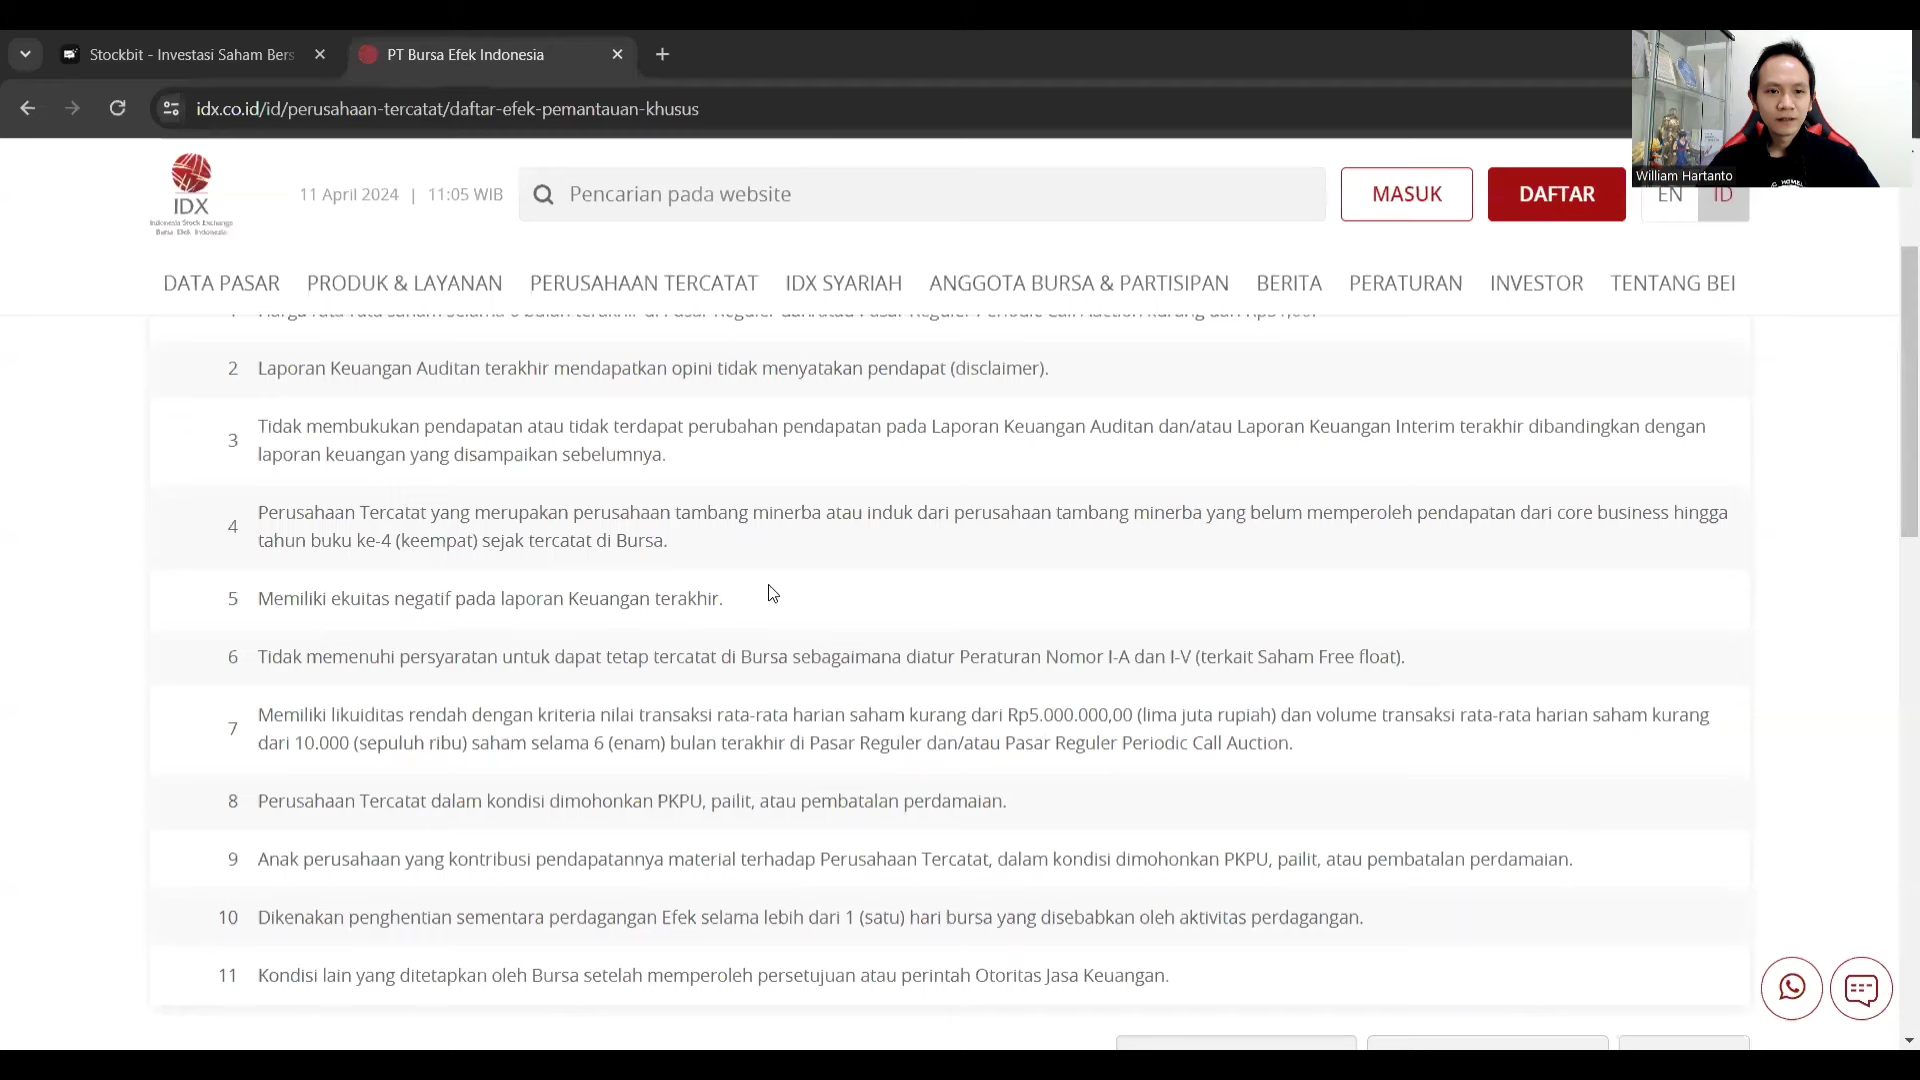 Stockbit - Investasi Saham Bers
PT Bursa Efek Indonesia
idx.co.id/id/perusahaan-tercatat/daftar-efek-pemantauan-khusus
William Hartanto
IDX
Indonesia Stock Exchange
Bursa Efek Indonesia
11 April 2024 | 11:05 WIB
Pencarian pada website
MASUK
DAFTAR
EN
ID
DATA PASAR
PRODUK & LAYANAN
PERUSAHAAN TERCATAT
IDX SYARIAH
ANGGOTA BURSA & PARTISIPAN
BERITA
PERATURAN
INVESTOR
TENTANG BEI
2 Laporan Keuangan Auditan terakhir mendapatkan opini tidak menyatakan pendapat (disclaimer).
3 Tidak membukukan pendapatan atau tidak terdapat perubahan pendapatan pada Laporan Keuangan Auditan dan/atau Laporan Keuangan Interim terakhir dibandingkan dengan
laporan keuangan yang disampaikan sebelumnya.
4 Perusahaan Tercatat yang merupakan perusahaan tambang minerba atau induk dari perusahaan tambang minerba yang belum memperoleh pendapatan dari core business hingga
tahun buku ke-4 (keempat) sejak tercatat di Bursa.
5 Memiliki ekuitas negatif pada laporan Keuangan terakhir.
6 Tidak memenuhi persyaratan untuk dapat tetap tercatat di Bursa sebagaimana diatur Peraturan Nomor I-A dan I-V (terkait Saham Free float).
7 Memiliki likuiditas rendah dengan kriteria nilai transaksi rata-rata harian saham kurang dari Rp5.000.000,00 (lima juta rupiah) dan volume transaksi rata-rata harian saham kurang
dari 10.000 (sepuluh ribu) saham selama 6 (enam) bulan terakhir di Pasar Reguler dan/atau Pasar Reguler Periodic Call Auction.
8 Perusahaan Tercatat dalam kondisi dimohonkan PKPU, pailit, atau pembatalan perdamaian.
9 Anak perusahaan yang kontribusi pendapatannya material terhadap Perusahaan Tercatat, dalam kondisi dimohonkan PKPU, pailit, atau pembatalan perdamaian.
10 Dikenakan penghentian sementara perdagangan Efek selama lebih dari 1 (satu) hari bursa yang disebabkan oleh aktivitas perdagangan.
11 Kondisi lain yang ditetapkan oleh Bursa setelah memperoleh persetujuan atau perintah Otoritas Jasa Keuangan.